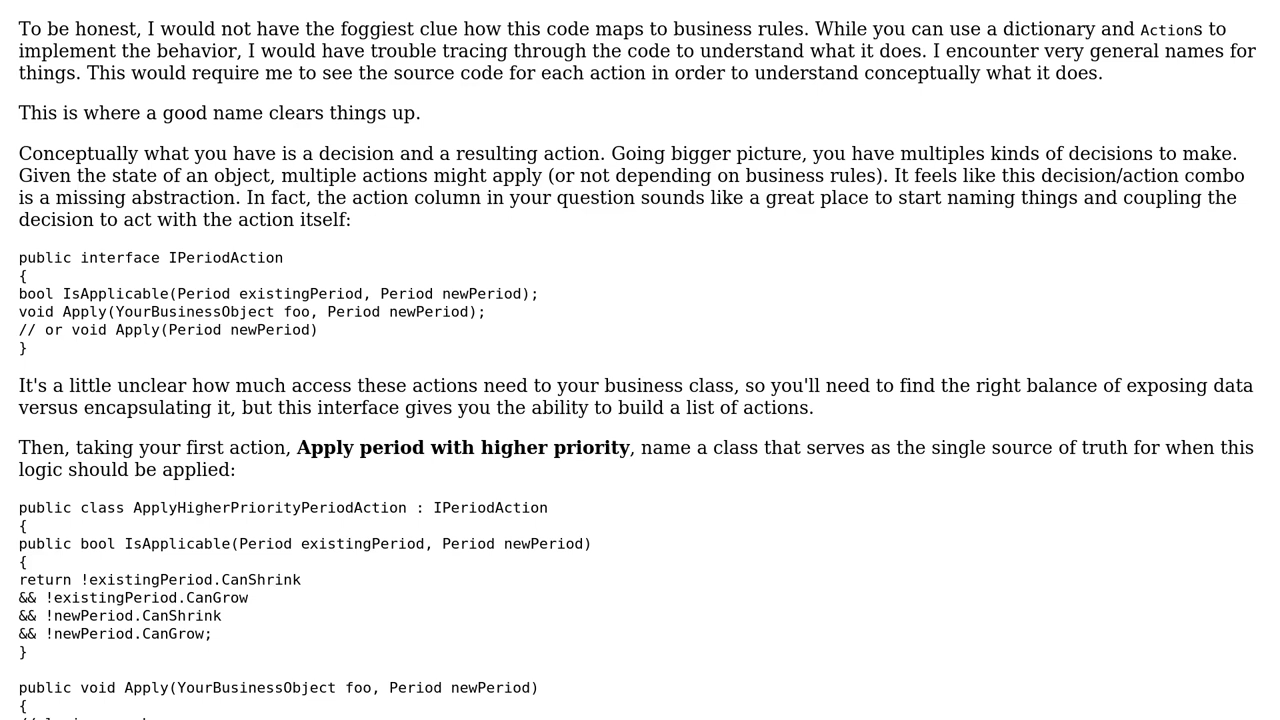 To be honest, I would not have the foggiest clue how this code maps to business rules. While you can use a dictionary and Actions to
implement the behavior, I would have trouble tracing through the code to understand what it does. I encounter very general names for
things. This would require me to see the source code for each action in order to understand conceptually what it does.
This is where a good name clears things up.
Conceptually what you have is a decision and a resulting action. Going bigger picture, you have multiples kinds of decisions to make.
Given the state of an object, multiple actions might apply (or not depending on business rules). It feels like this decision/action combo
is a missing abstraction. In fact, the action column in your question sounds like a great place to start naming things and coupling the
decision to act with the action itself:
public interface IPeriodAction
{
bool IsApplicable(Period existingPeriod, Period newPeriod);
void Apply(YourBusinessObject foo, Period newPeriod);
// or void Apply(Period newPeriod)
}
It's a little unclear how much access these actions need to your business class, so you'll need to find the right balance of exposing data
versus encapsulating it, but this interface gives you the ability to build a list of actions.
Then, taking your first action, Apply period with higher priority, name a class that serves as the single source of truth for when this
logic should be applied:
public class ApplyHigherPriorityPeriodAction : IPeriodAction
{
public bool IsApplicable(Period existingPeriod, Period newPeriod)
{
return !existingPeriod.CanShrink
&& !existingPeriod.CanGrow
&& !newPeriod.CanShrink
&& !newPeriod.CanGrow;
}
public void Apply(YourBusinessObject foo, Period newPeriod)
{